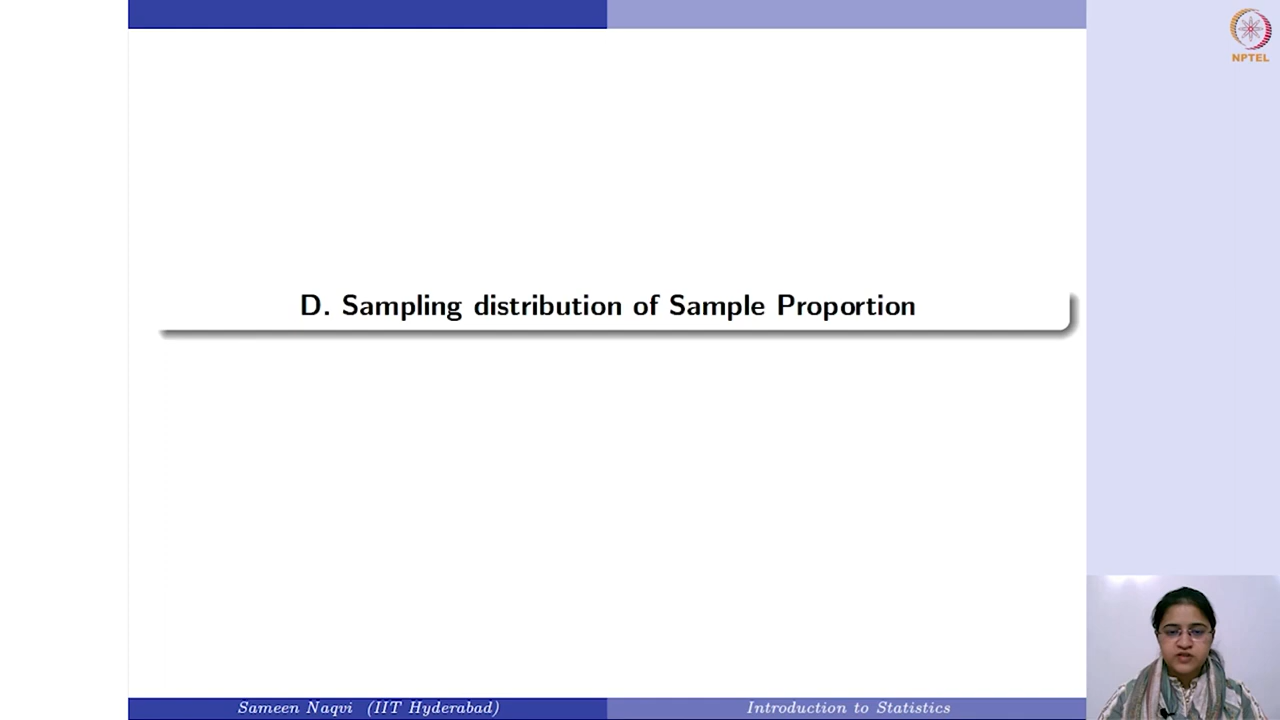 NPTEL
D. Sampling distribution of Sample Proportion
Sameen Naqvi (IIT Hyderabad)
Introduction to Statistics